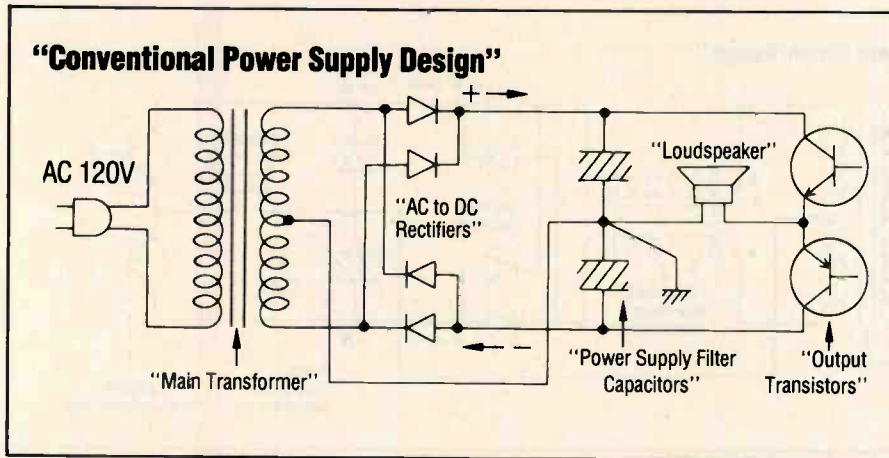 "Conventional Power Supply Design"
+
AC 120V
"AC to DC
Rectifiers"
"Loudspeaker"
-
"Main Transformer"
"Power Supply Filter
Capacitors"
"Output
Transistors"